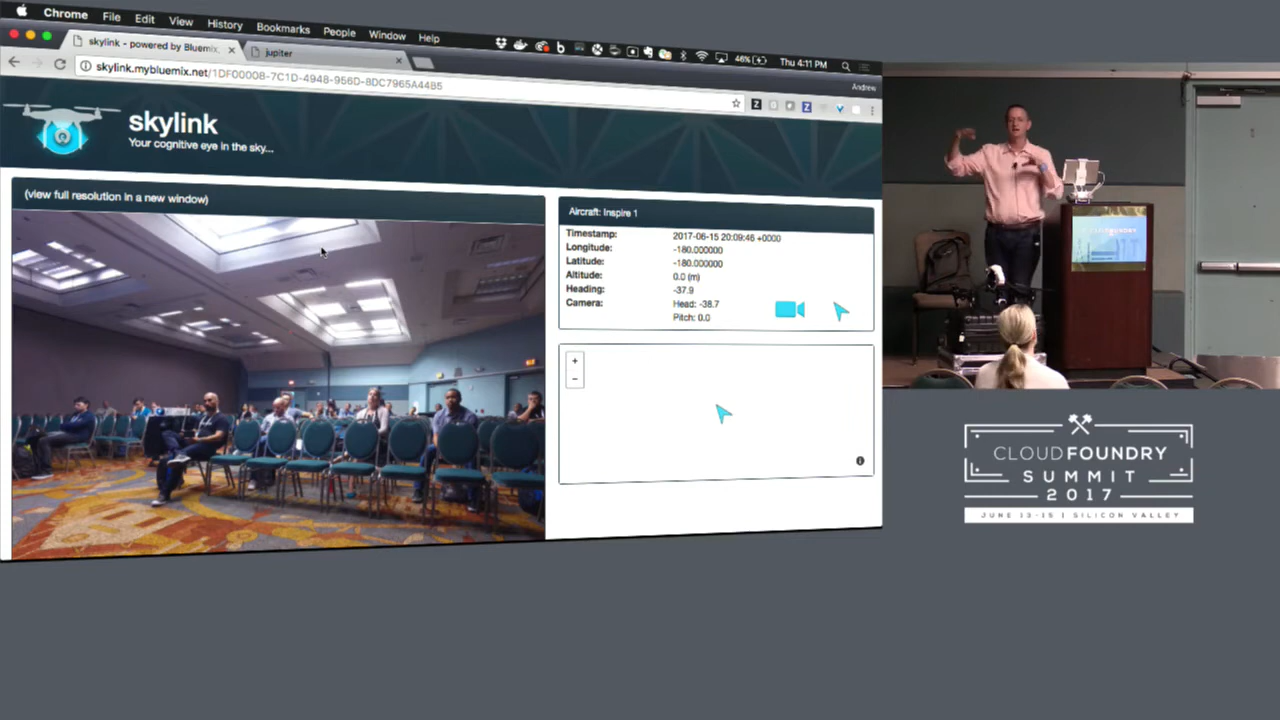 Chrome File Edit View History Bookmarks People Window Help
46% Thu 4:11 PM
skylink - powered by Bluemix, × jupiter ×
Andrew
skylink.mybluemix.net/1DF00008-7C1D-4948-956D-8DC7965A44B5
skylink
Your cognitive eye in the sky...
(view full resolution in a new window)
Aircraft: Inspire 1
Timestamp: 2017-06-15 20:09:46 +0000
Longitude: -180.000000
Latitude: -180.000000
Altitude: 0.0 (m)
Heading: -37.9
Camera: Head: -38.7
Pitch: 0.0
+
−
CLOUDFOUNDRY
SUMMIT
2017
JUNE 13-15 | SILICON VALLEY